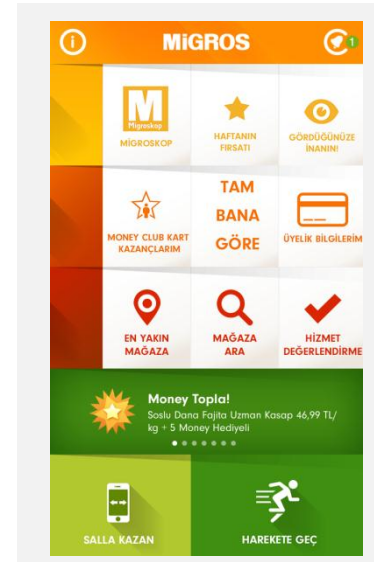 MiGROS
1
M
Migroskop
MİGROSKOP
HAFTANIN
FIRSATI
GÖRDÜĞÜNÜZE
İNANIN!
MONEY CLUB KART
KAZANÇLARIM
TAM
BANA
GÖRE
ÜYELİK BİLGİLERİM
EN YAKIN
MAĞAZA
MAĞAZA
ARA
HİZMET
DEĞERLENDİRME
Money Topla!
Soslu Dana Fajita Uzman Kasap 46,99 TL/
kg + 5 Money Hediyeli
SALLA KAZAN
HAREKETE GEÇ